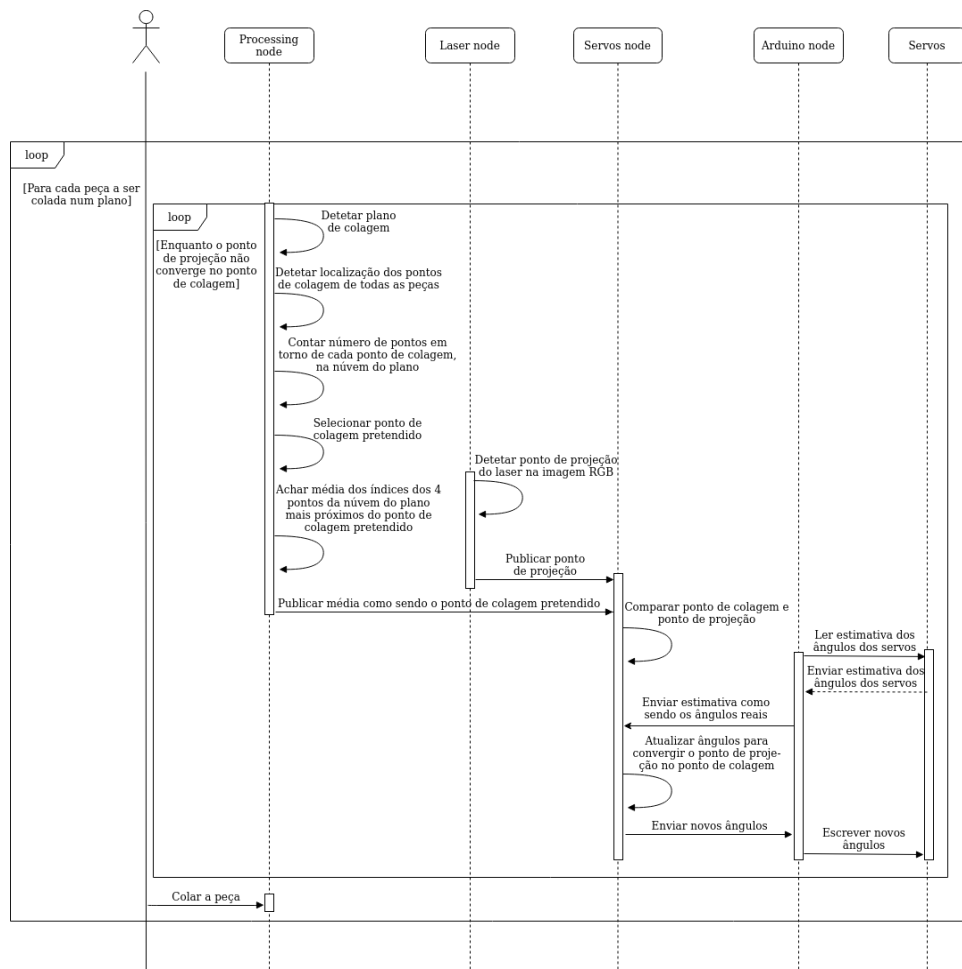 Processing
node
Laser node
Servos node
Arduino node
Servos
loop
[Para cada peça a ser
colada num plano]
loop
[Enquanto o ponto
de projeção não
converge no ponto
de colagem]
Detetar plano
de colagem
Detetar localização dos pontos
de colagem de todas as peças
Contar número de pontos em
torno de cada ponto de colagem,
na núvem do plano
Selecionar ponto de
colagem pretendido
Detetar ponto de projeção
do laser na imagem RGB
Achar média dos índices dos 4
pontos da núvem do plano
mais próximos do ponto de
colagem pretendido
Publicar ponto
de projeção
Publicar média como sendo o ponto de colagem pretendido
Comparar ponto de colagem e
ponto de projeção
Ler estimativa dos
ângulos dos servos
Enviar estimativa dos
ângulos dos servos
Enviar estimativa como
sendo os ângulos reais
Atualizar ângulos para
convergir o ponto de proje-
ção no ponto de colagem
Enviar novos ângulos
Escrever novos
ângulos
Colar a peça